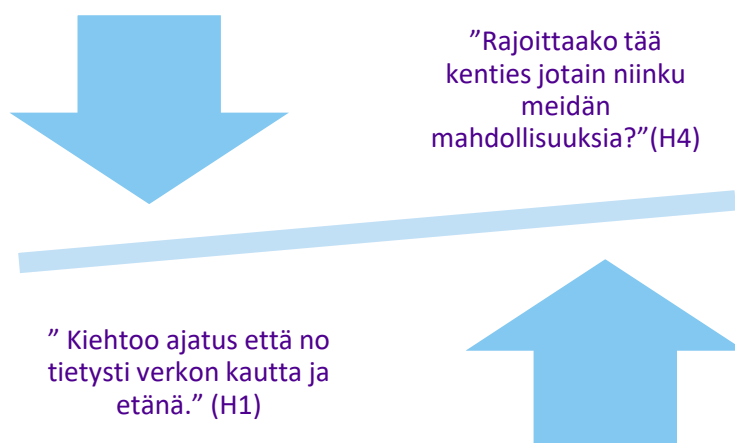 ”Rajoittaako tää
kenties jotain niinku
meidän
mahdollisuuksia?”(H4)
” Kiehtoo ajatus että no
tietysti verkon kautta ja
etänä.” (H1)